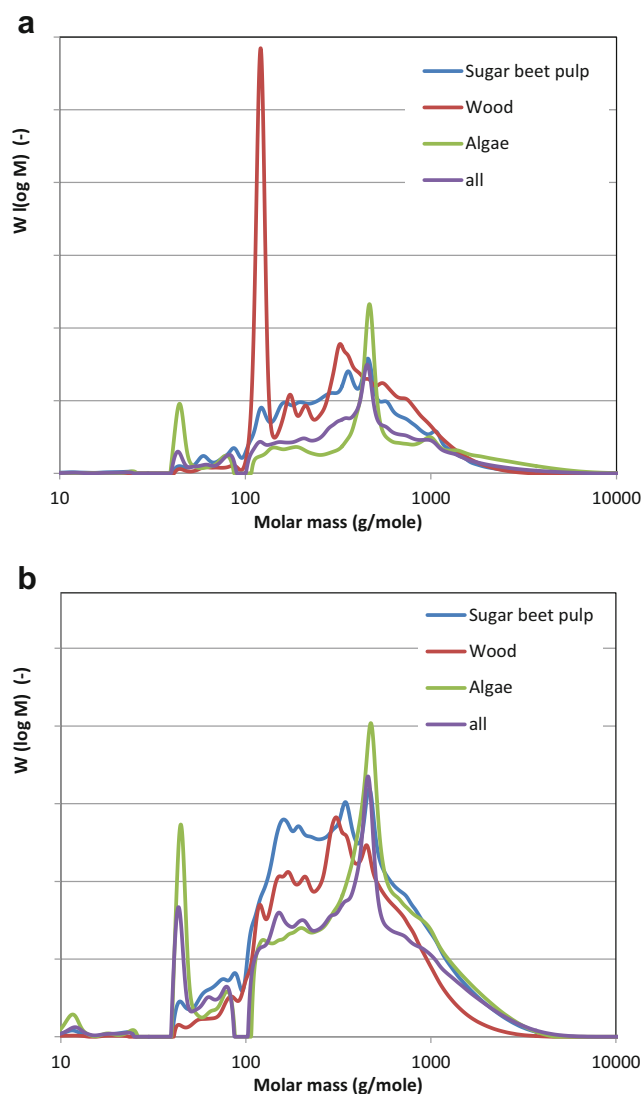 a
W l(og M) (-)
Sugar beet pulp
Wood
Algae
all
10
100
1000
10000
Molar mass (g/mole)
b
W (log M) (-)
Sugar beet pulp
Wood
Algae
all
10
100
1000
10000
Molar mass (g/mole)